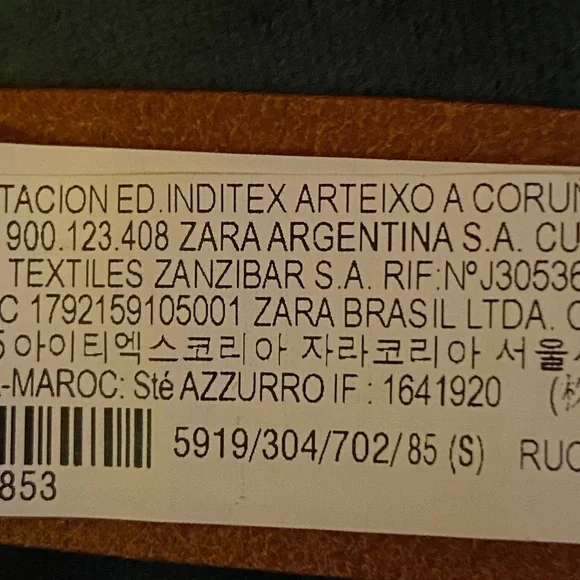 TACION ED.INDITEX ARTEIXO A CORUN
900.123.408 ZARA ARGENTINA S.A. CU
TEXTILES ZANZIBAR S.A. RIF:NºJ30536
C 1792159105001 ZARA BRASIL LTDA. C
5 아이티엑스코리아 자라코리아 서울
-MAROC: Sté AZZURRO IF : 1641920 (株
5919/304/702/85 (S) RUC
853